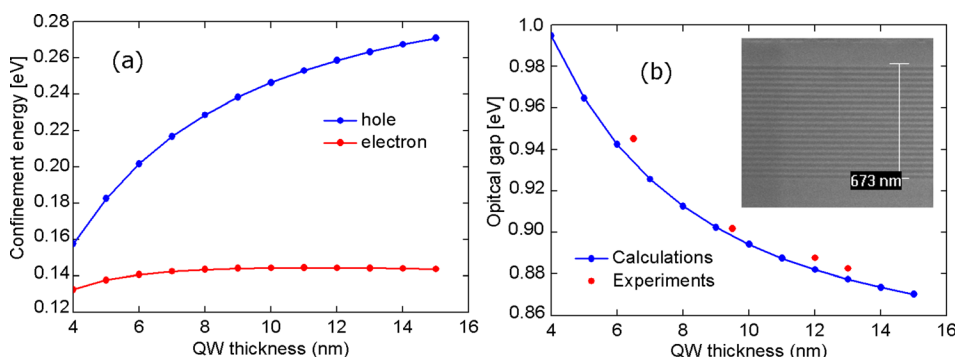 (a)
Confinement energy [eV]
0.28
0.26
0.24
0.22
0.20
0.18
0.16
0.14
0.12
hole
electron
4 6 8 10 12 14 16
QW thickness (nm)
(b)
Opitcal gap [eV]
1.0
0.98
0.96
0.94
0.92
0.90
0.88
0.86
673 nm
Calculations
Experiments
4 6 8 10 12 14 16
QW thickness (nm)